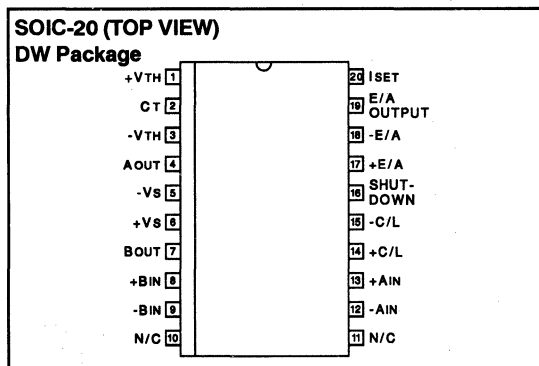 SOIC-20 (TOP VIEW)
DW Package
+VTH 1
CT 2
-VTH 3
AOUT 4
-VS 5
+VS 6
BOUT 7
+BIN 8
-BIN 9
N/C 10
20 ISET
19 E/A
OUTPUT
18 -E/A
17 +E/A
16 SHUT-
DOWN
15 -C/L
14 +C/L
13 +AIN
12 -AIN
11 N/C